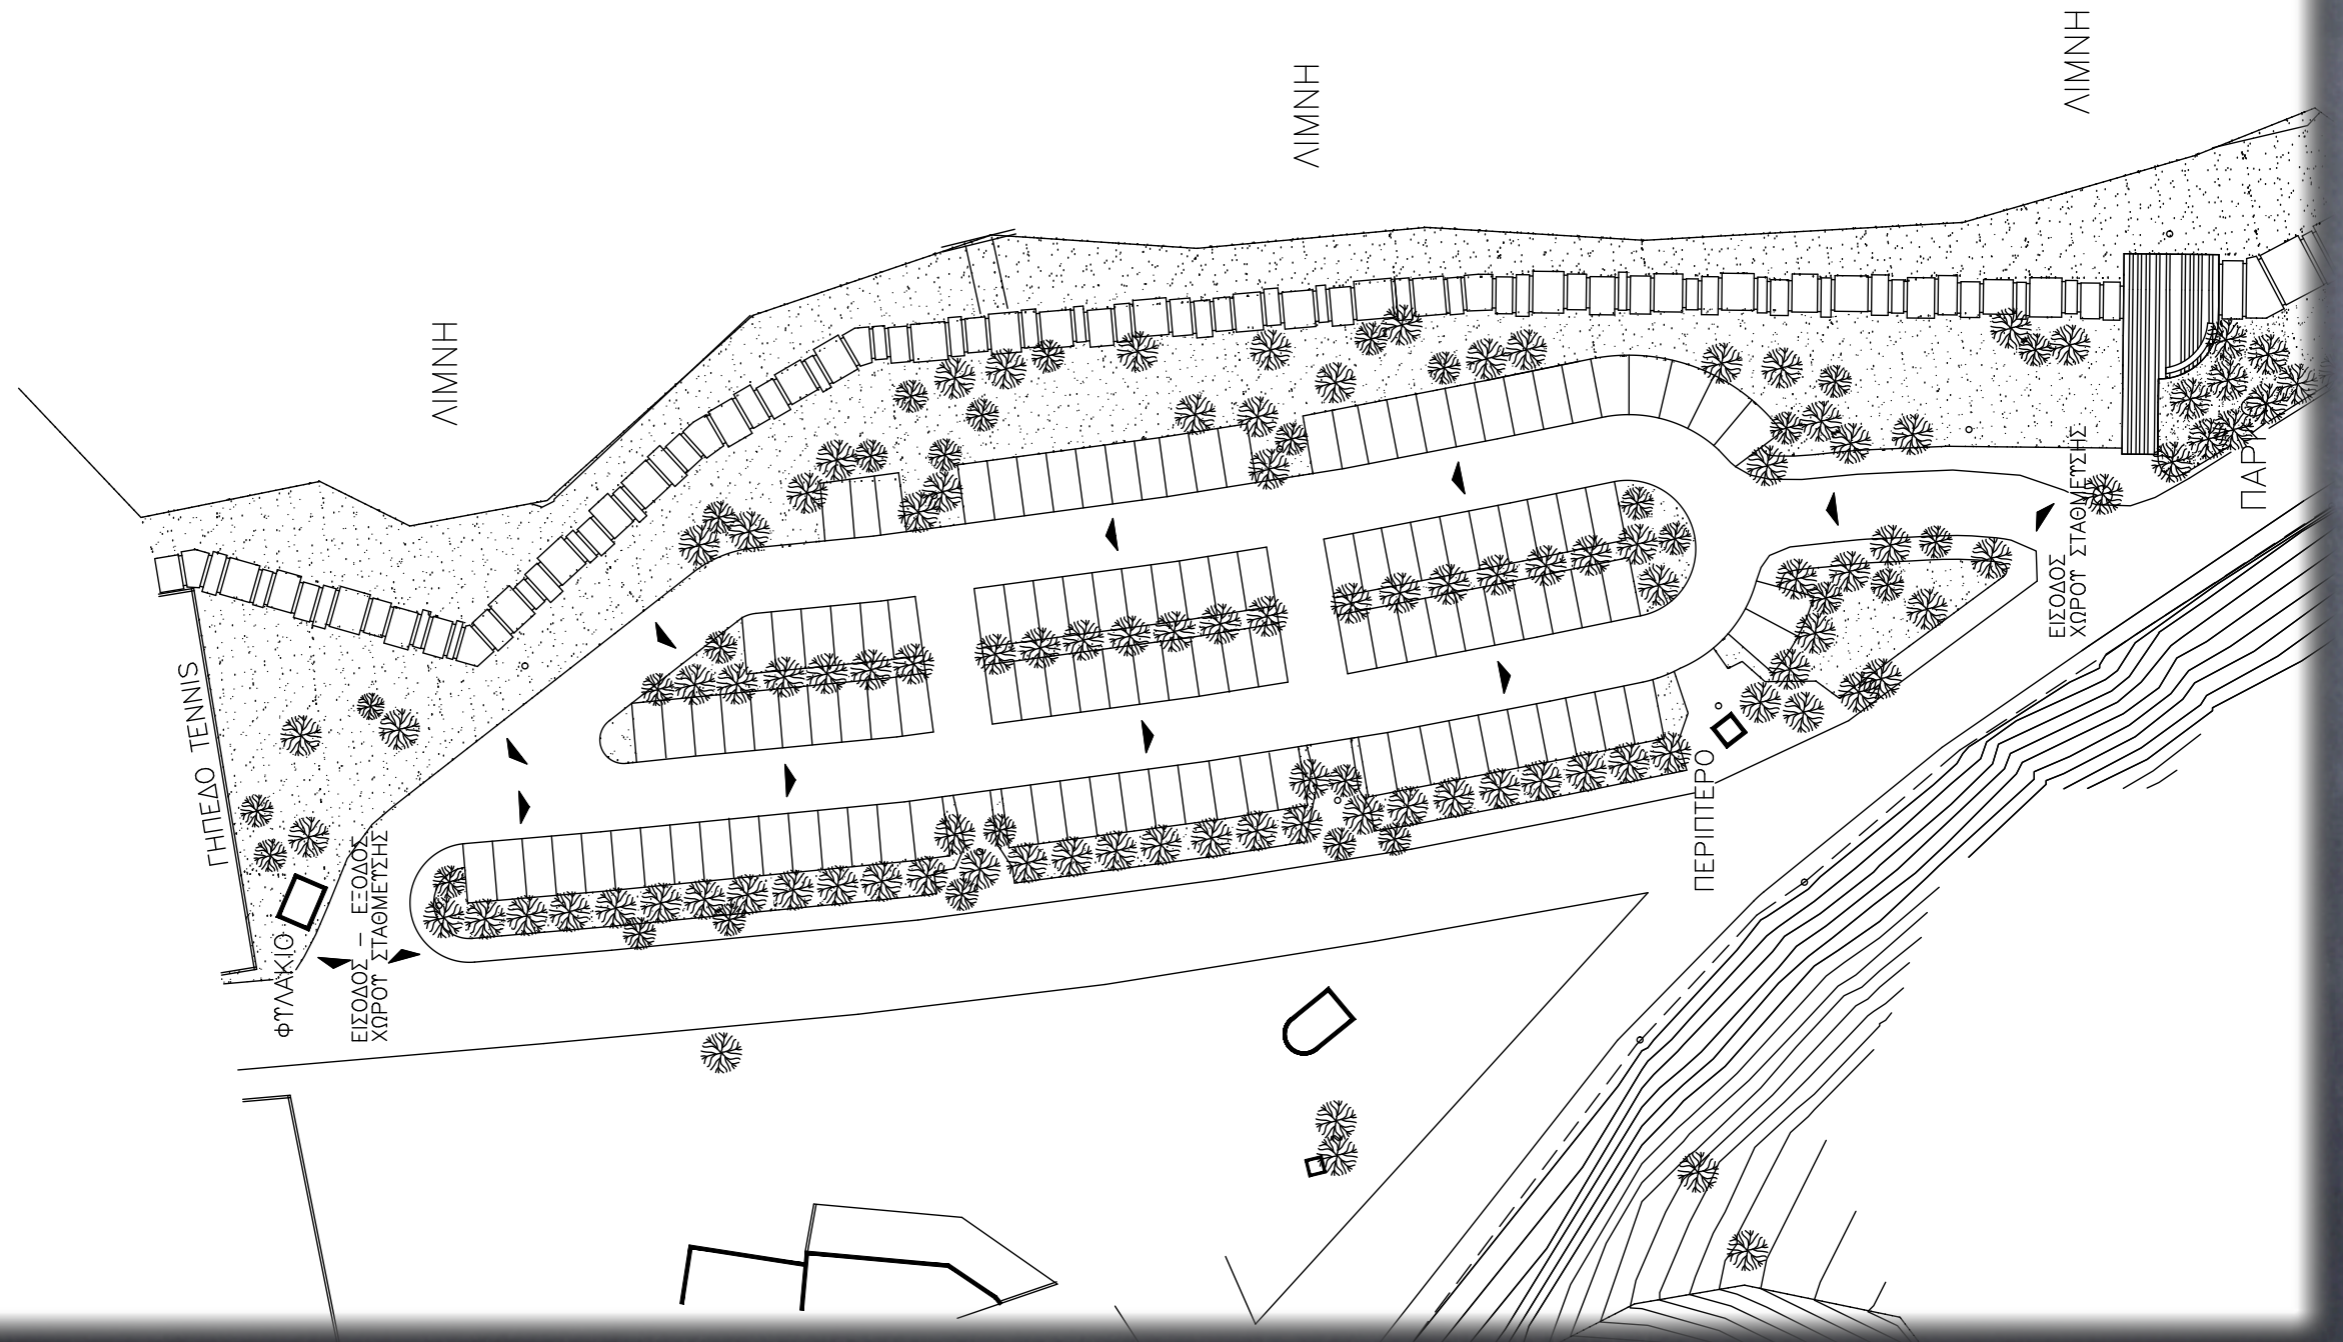 ΛΙΜΝΗ
ΛΙΜΝΗ
ΛΙΜΝΗ
ΓΗΠΕΔΟ TENNIS
ΦΥΛΑΚΙΟ
ΕΙΣΟΔΟΣ – ΕΞΟΔΟΣ
ΧΩΡΟΥ ΣΤΑΘΜΕΥΣΗΣ
ΠΕΡΙΠΤΕΡΟ
ΕΙΣΟΔΟΣ
ΧΩΡΟΥ ΣΤΑΘΜΕΥΣΗΣ